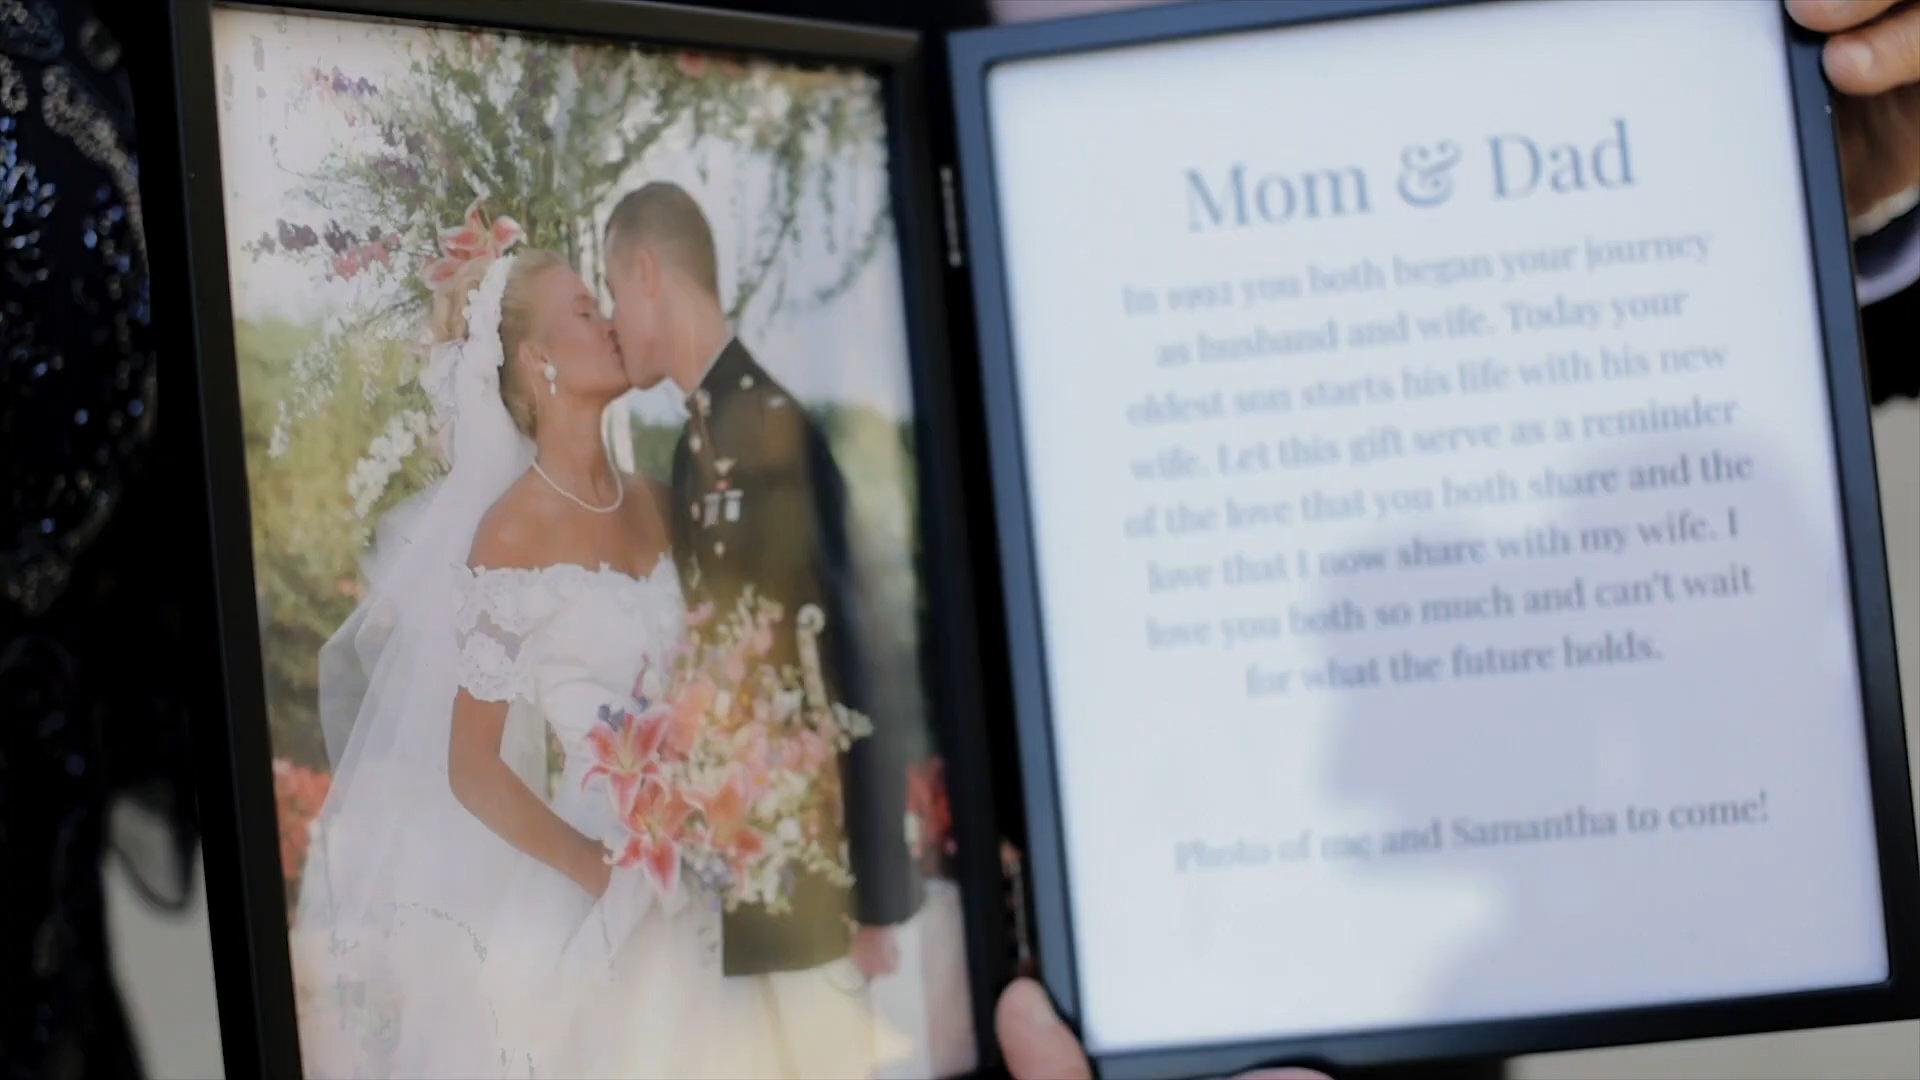 Mom & Dad
In 1992 you both began your journey
as husband and wife. Today your
oldest son starts his life with his new
wife. Let this gift serve as a reminder
of the love that you both share and the
love that I now share with my wife. I
love you both so much and can't wait
for what the future holds.
Photo of me and Samantha to come!